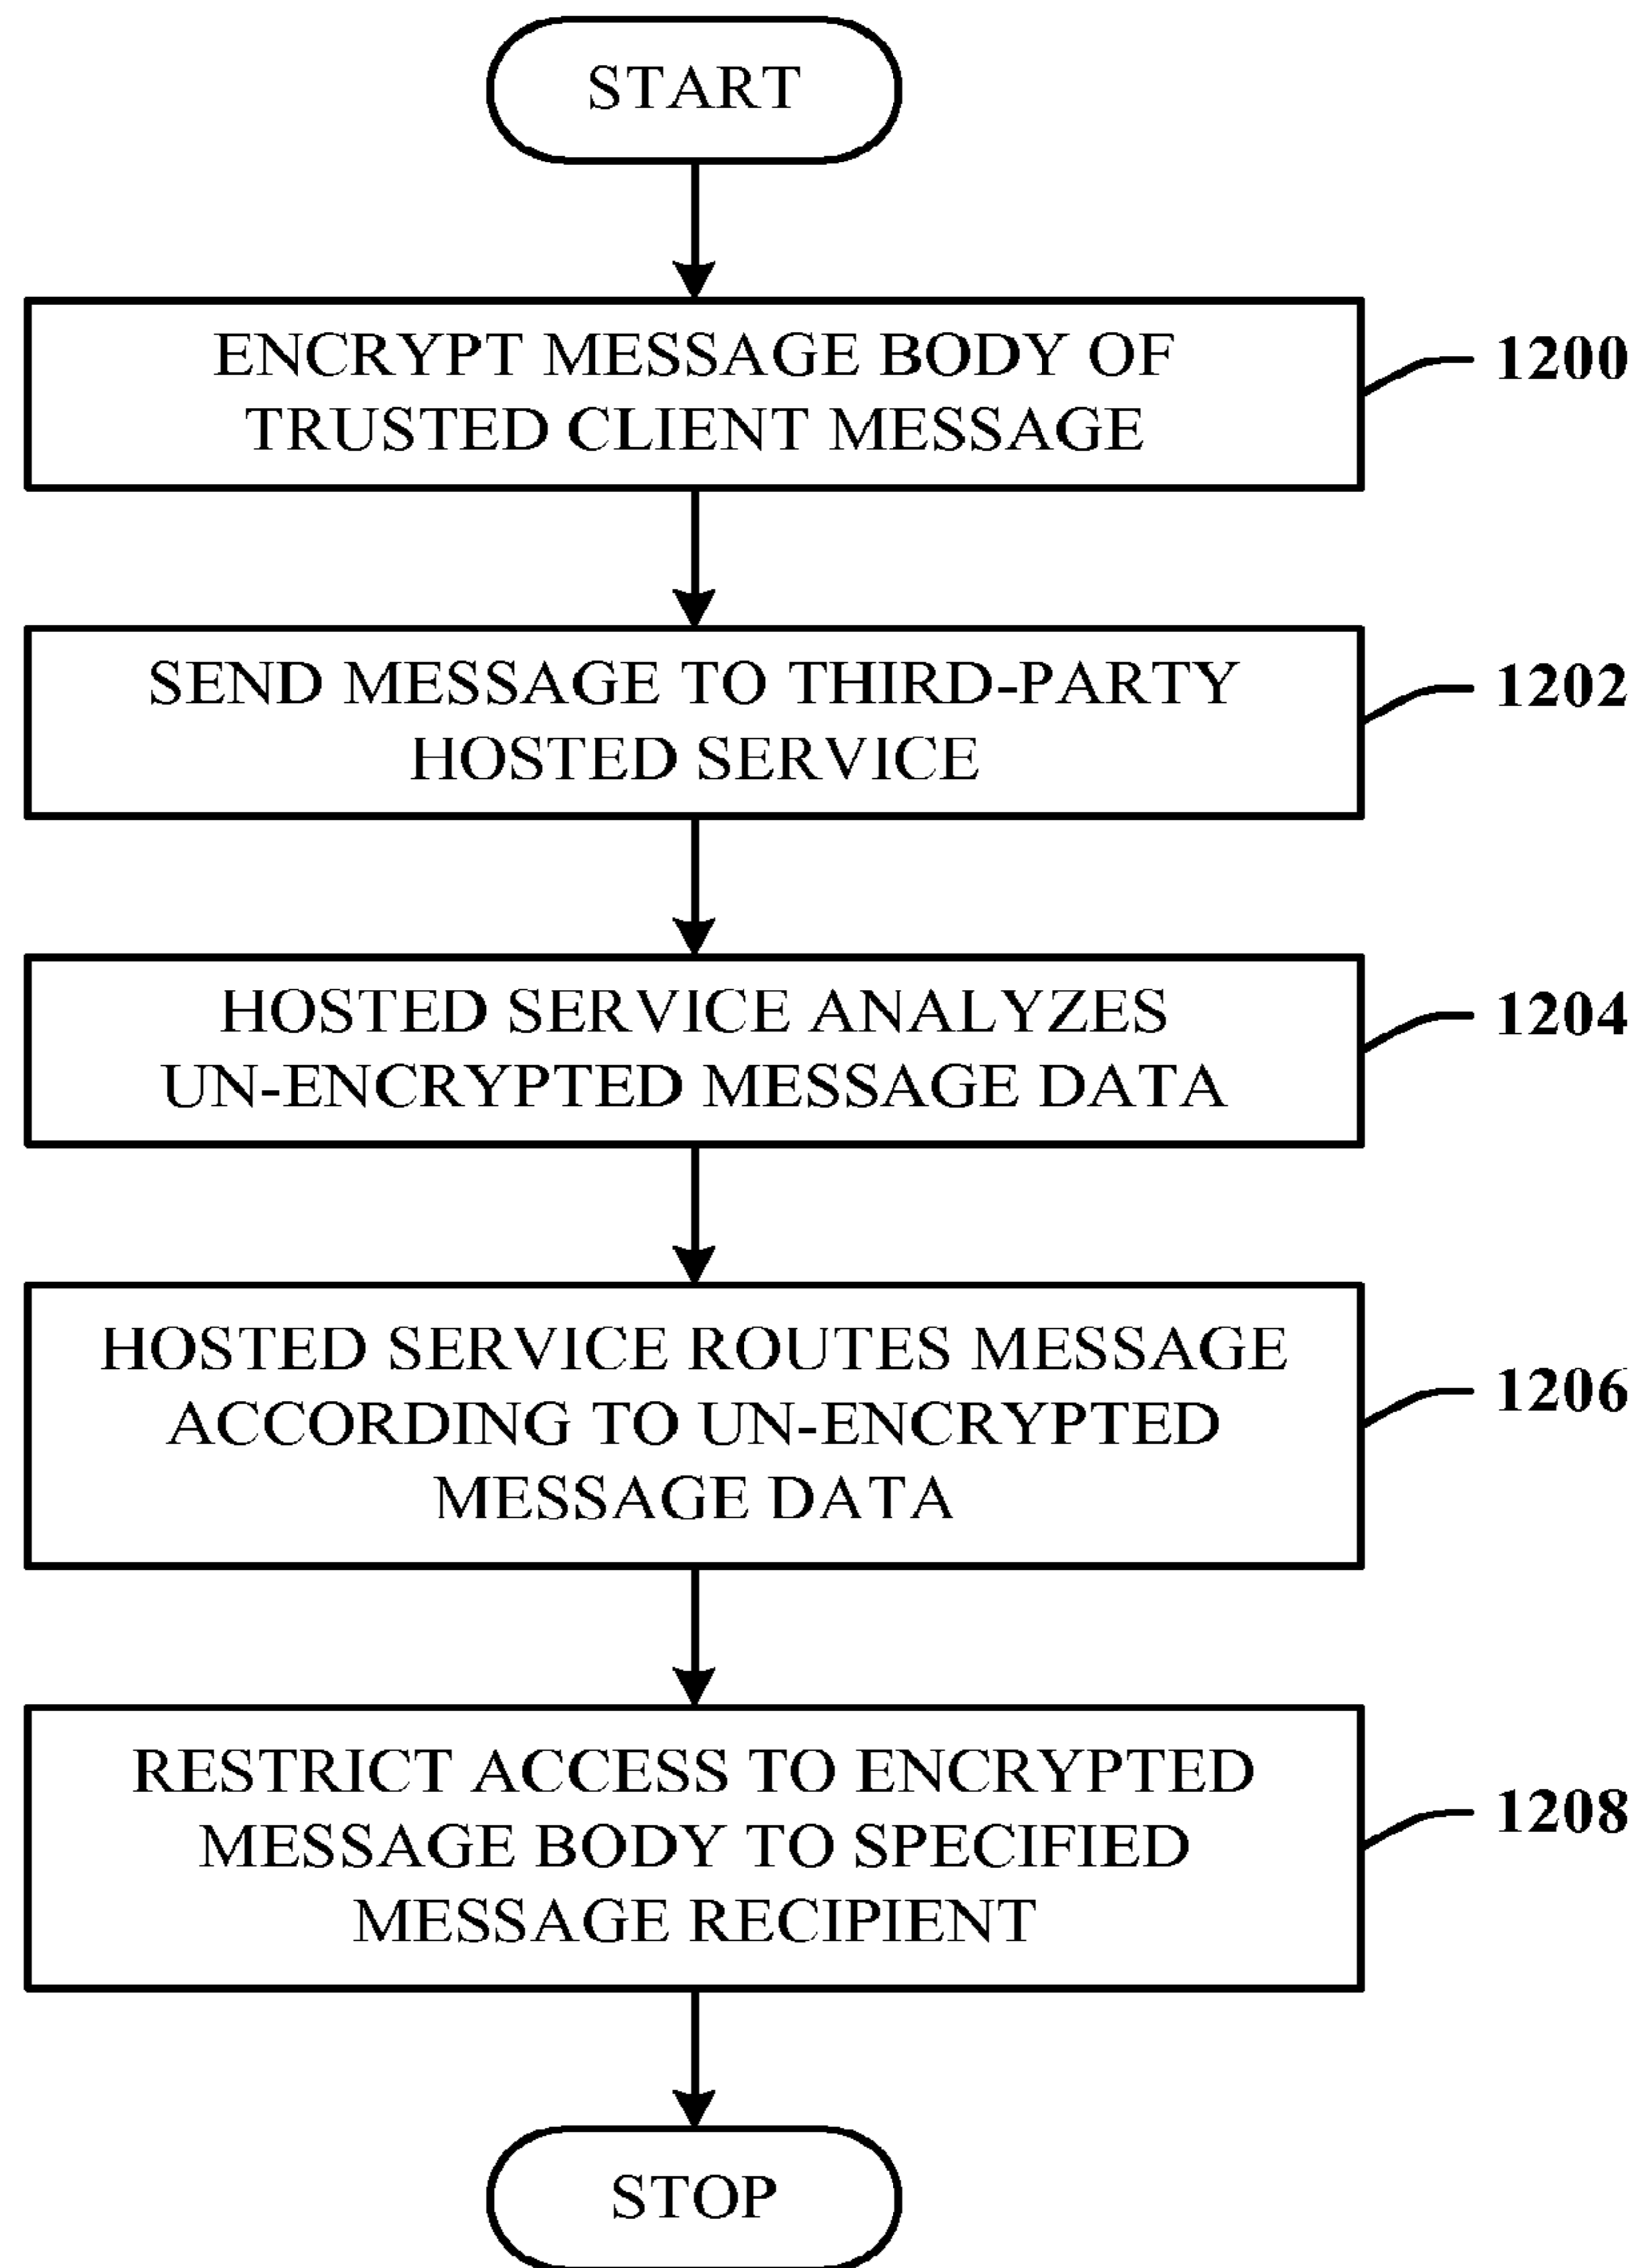 START
ENCRYPT MESSAGE BODY OF
TRUSTED CLIENT MESSAGE
1200
SEND MESSAGE TO THIRD-PARTY
HOSTED SERVICE
1202
HOSTED SERVICE ANALYZES
UN-ENCRYPTED MESSAGE DATA
1204
HOSTED SERVICE ROUTES MESSAGE
ACCORDING TO UN-ENCRYPTED
MESSAGE DATA
1206
RESTRICT ACCESS TO ENCRYPTED
MESSAGE BODY TO SPECIFIED
MESSAGE RECIPIENT
1208
STOP